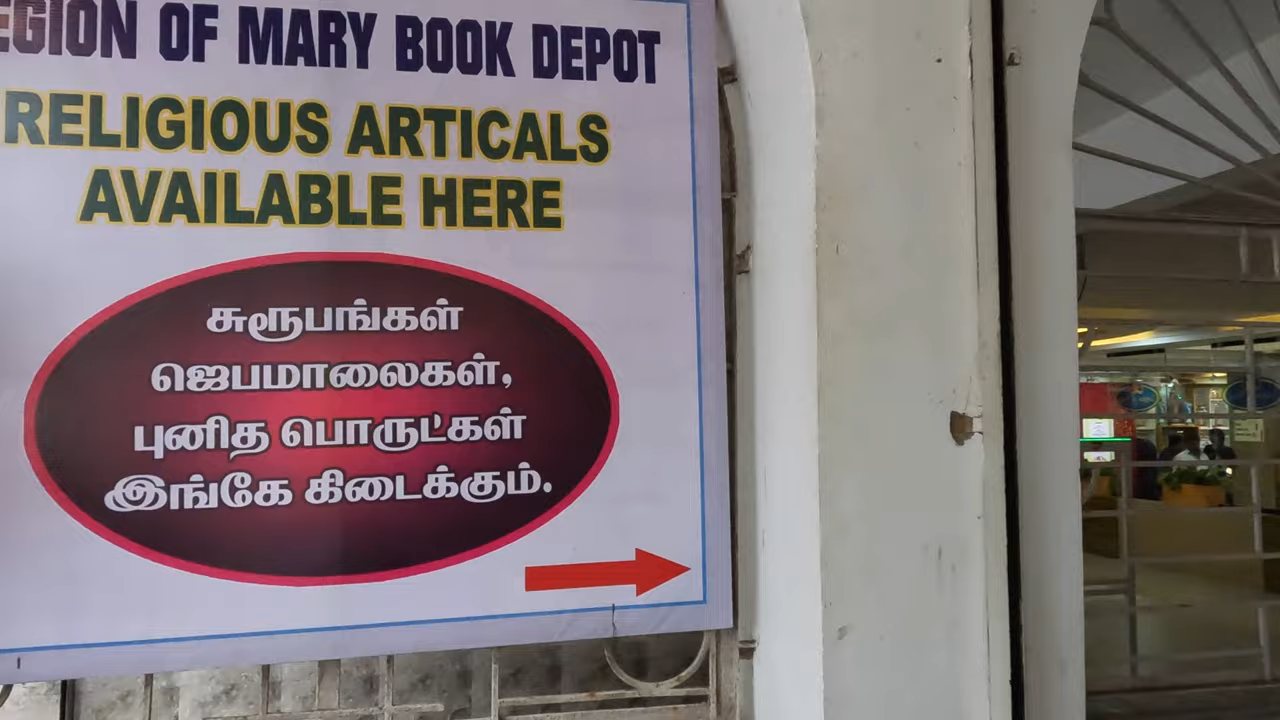 EGION OF MARY BOOK DEPOT
RELIGIOUS ARTICALS
AVAILABLE HERE
சுரூபங்கள்
ஜெபமாலைகள்,
புனித பொருட்கள்
இங்கே கிடைக்கும்.